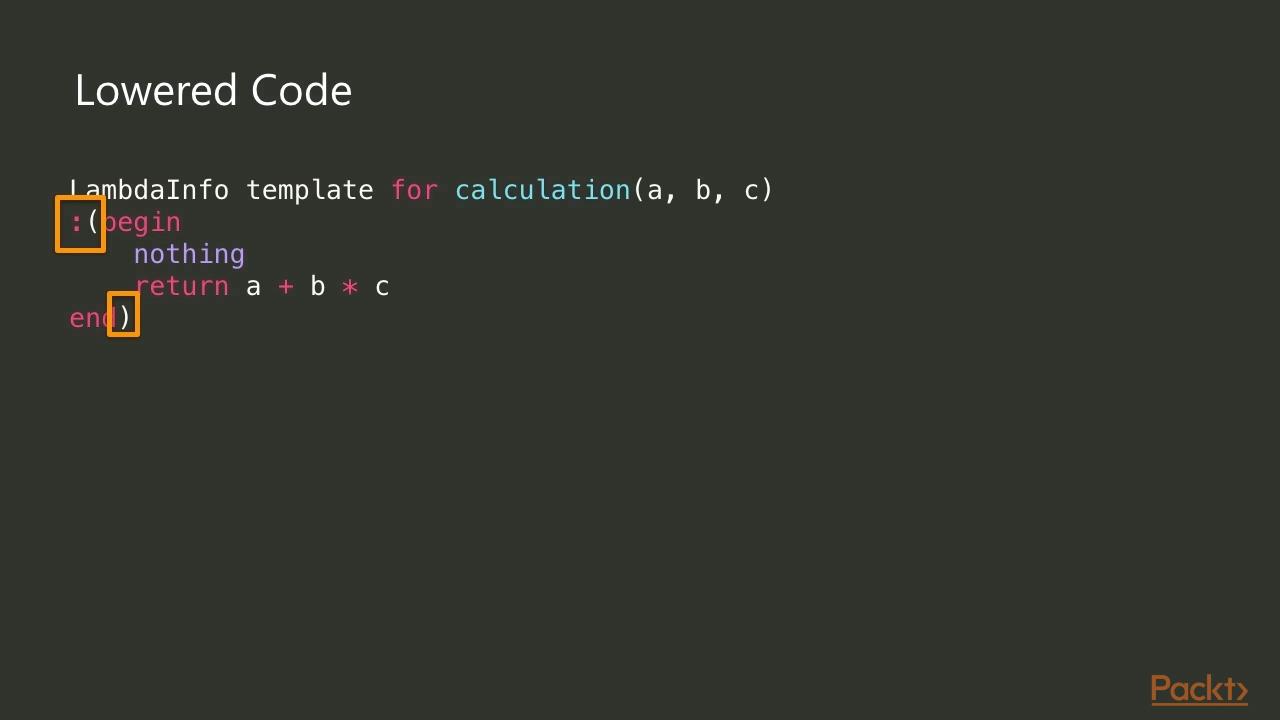 Lowered Code
LambdaInfo template for calculation(a, b, c)
:(begin
    nothing
    return a + b * c
end)
Packt>